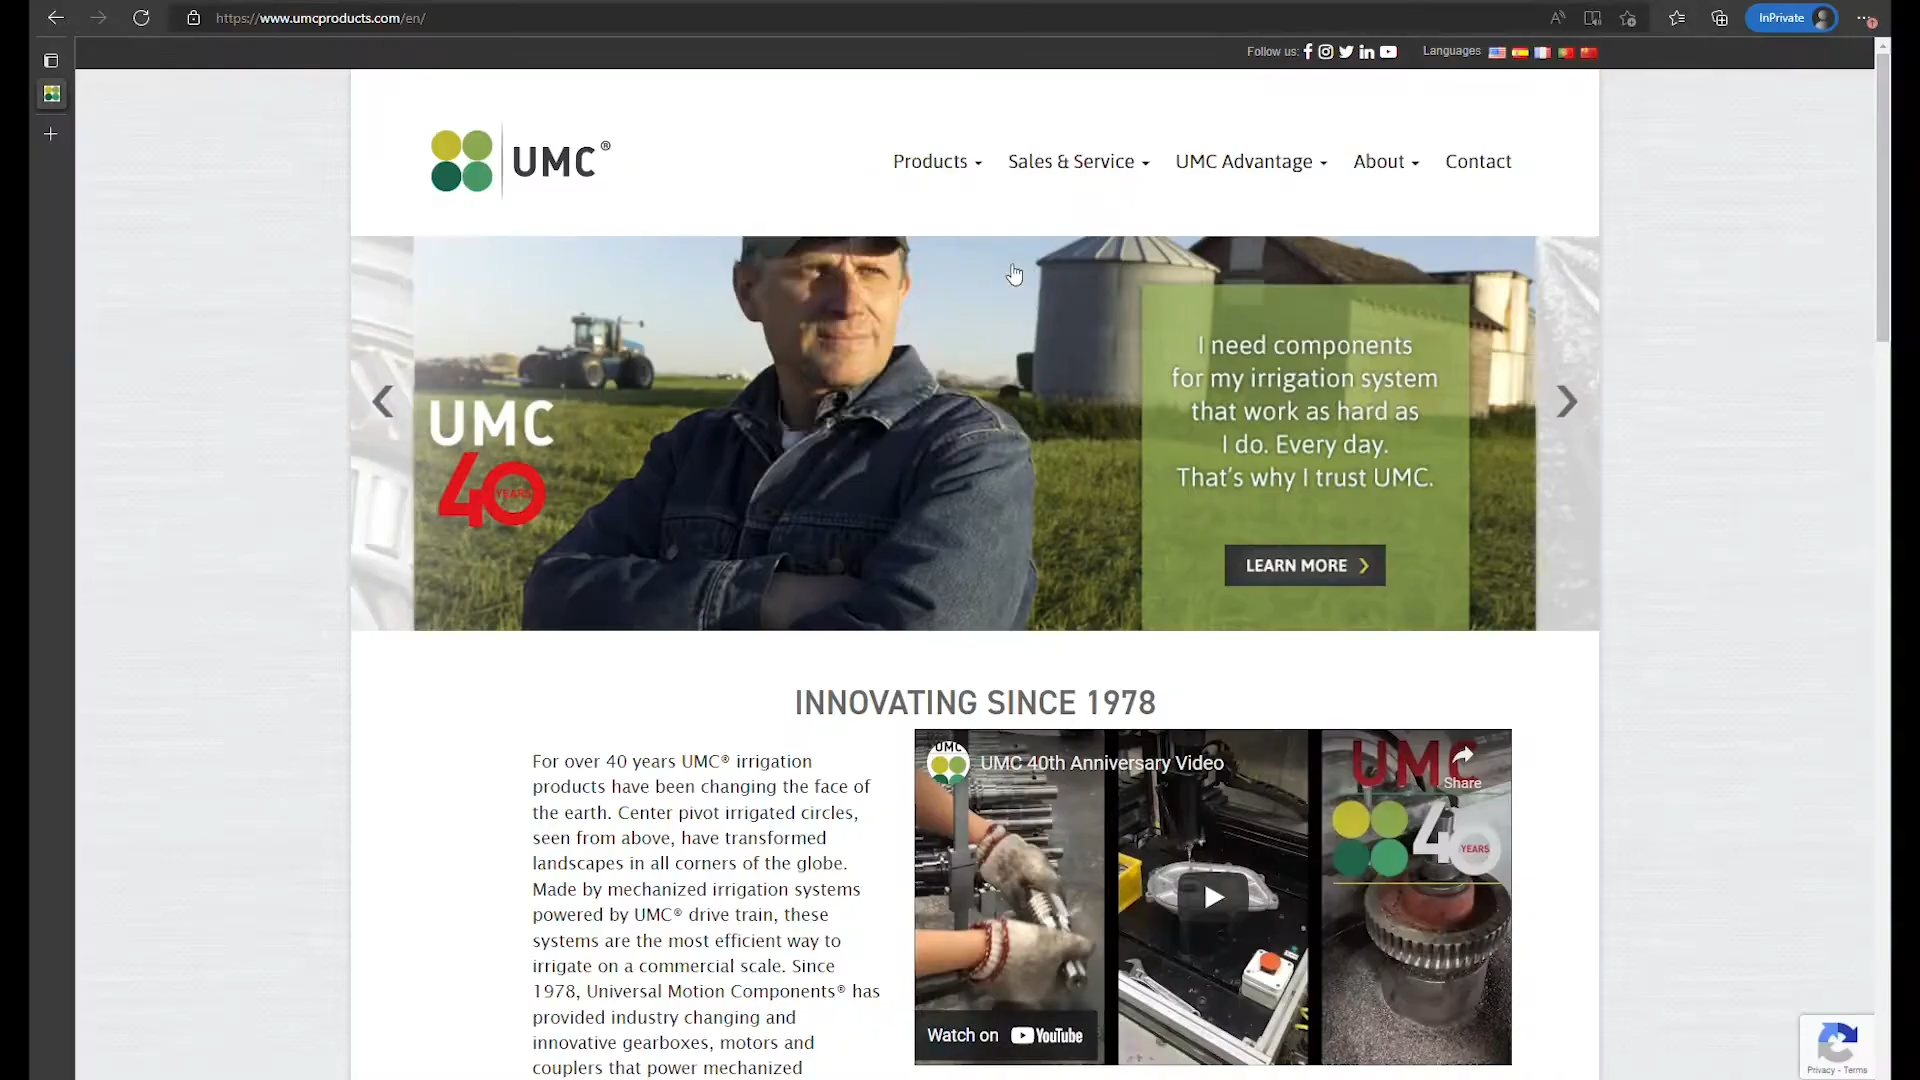 https://www.umcproducts.com/en/
InPrivate
Follow us:
Languages
UMC®
Products
Sales & Service
UMC Advantage
About
Contact
UMC
40
YEARS
I need components
for my irrigation system
that work as hard as
I do. Every day.
That's why I trust UMC.
LEARN MORE
INNOVATING SINCE 1978
For over 40 years UMC® irrigation
products have been changing the face of
the earth. Center pivot irrigated circles,
seen from above, have transformed
landscapes in all corners of the globe.
Made by mechanized irrigation systems
powered by UMC® drive train, these
systems are the most efficient way to
irrigate on a commercial scale. Since
1978, Universal Motion Components® has
provided industry changing and
innovative gearboxes, motors and
couplers that power mechanized
UMC
UMC 40th Anniversary Video
UMC
Share
40
YEARS
Watch on YouTube
Privacy - Terms